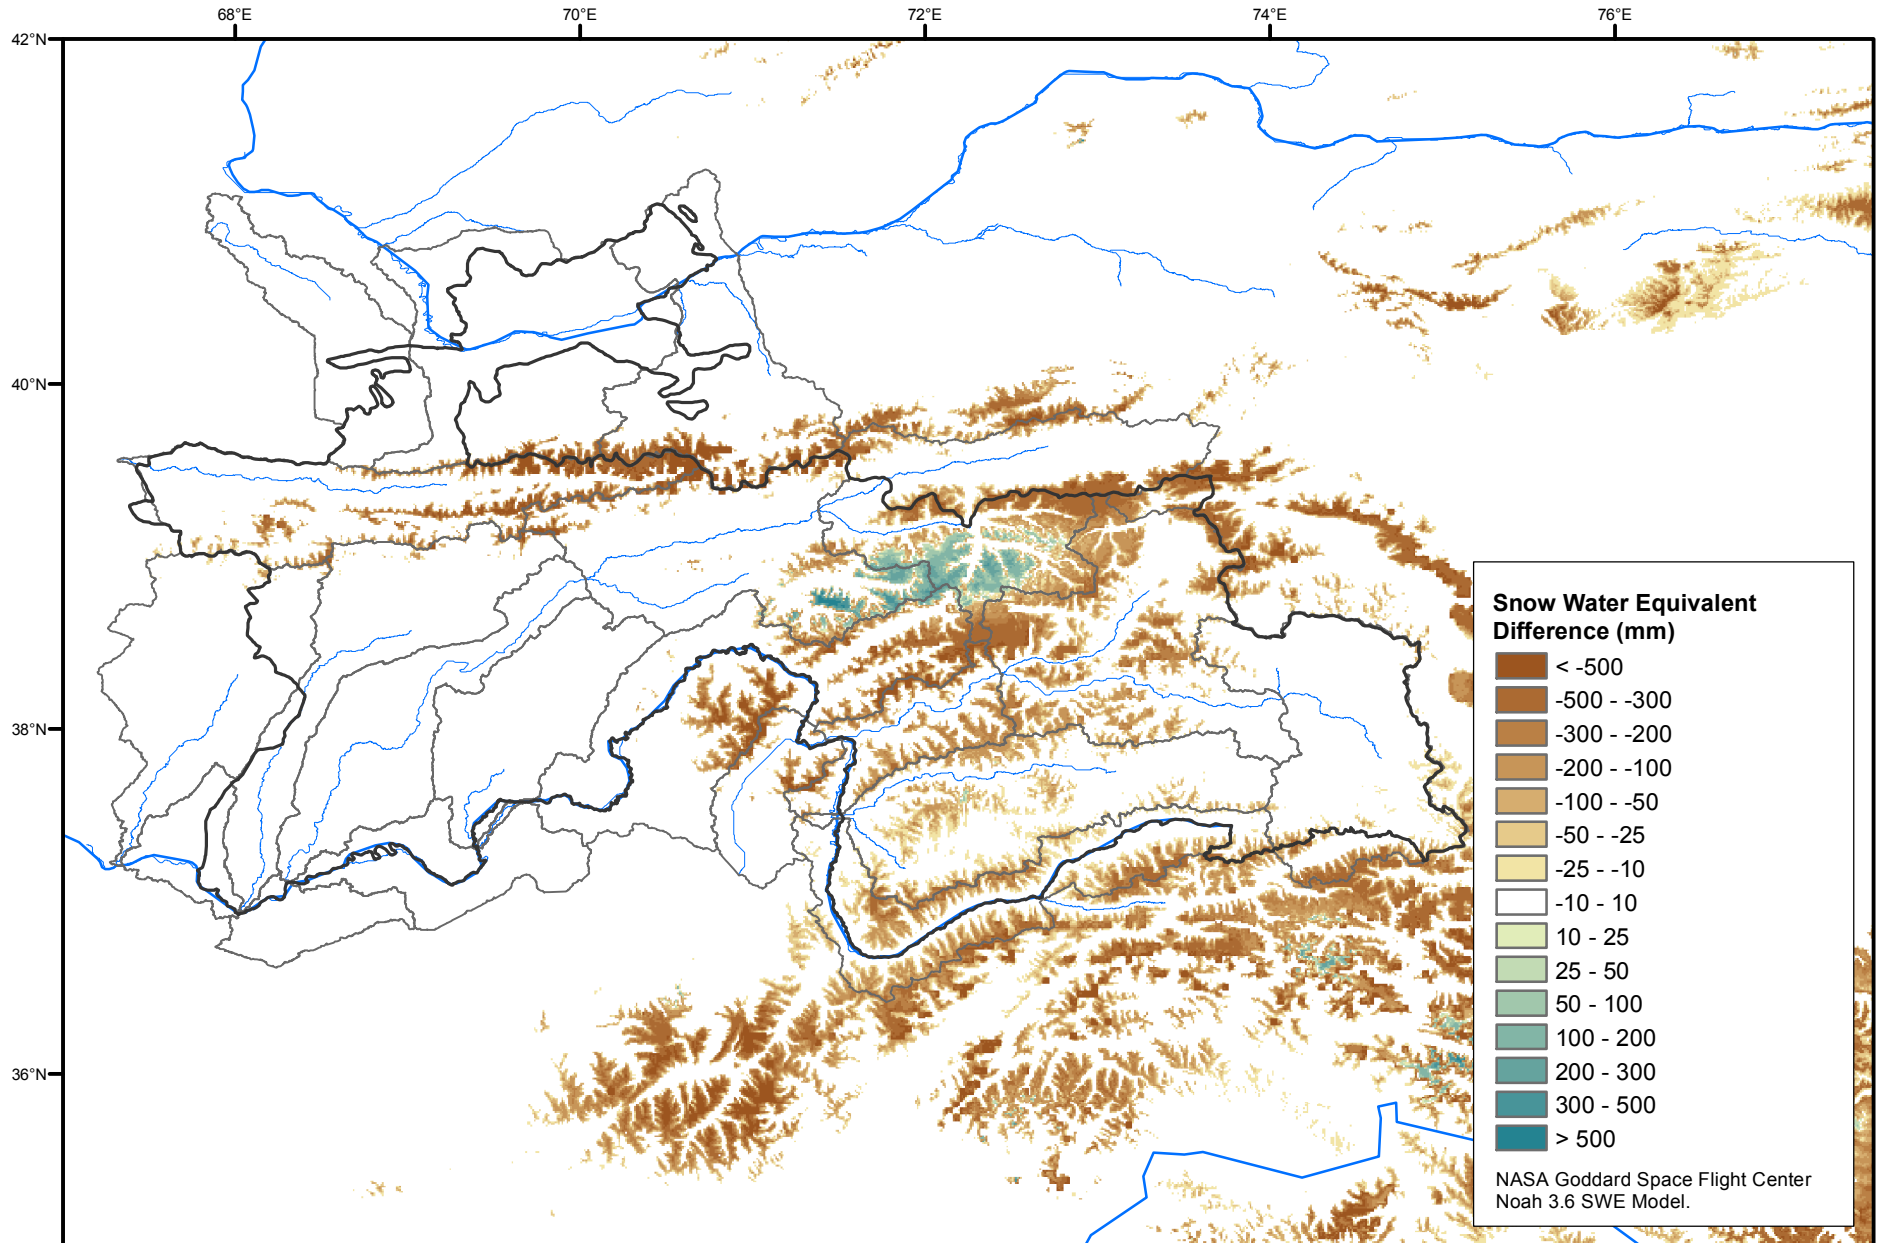 68°E
70°E
72°E
74°E
76°E
42°N
40°N
38°N
36°N
Snow Water Equivalent
Difference (mm)
< -500
-500 - -300
-300 - -200
-200 - -100
-100 - -50
-50 - -25
-25 - -10
-10 - 10
10 - 25
25 - 50
50 - 100
100 - 200
200 - 300
300 - 500
> 500
NASA Goddard Space Flight Center
Noah 3.6 SWE Model.